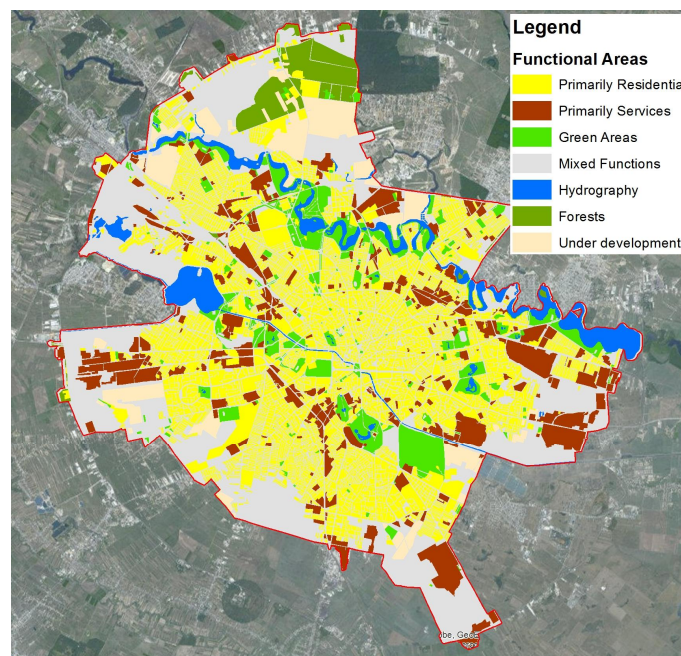 Legend
Functional Areas
Primarily Residentia
Primarily Services
Green Areas
Mixed Functions
Hydrography
Forests
Under development